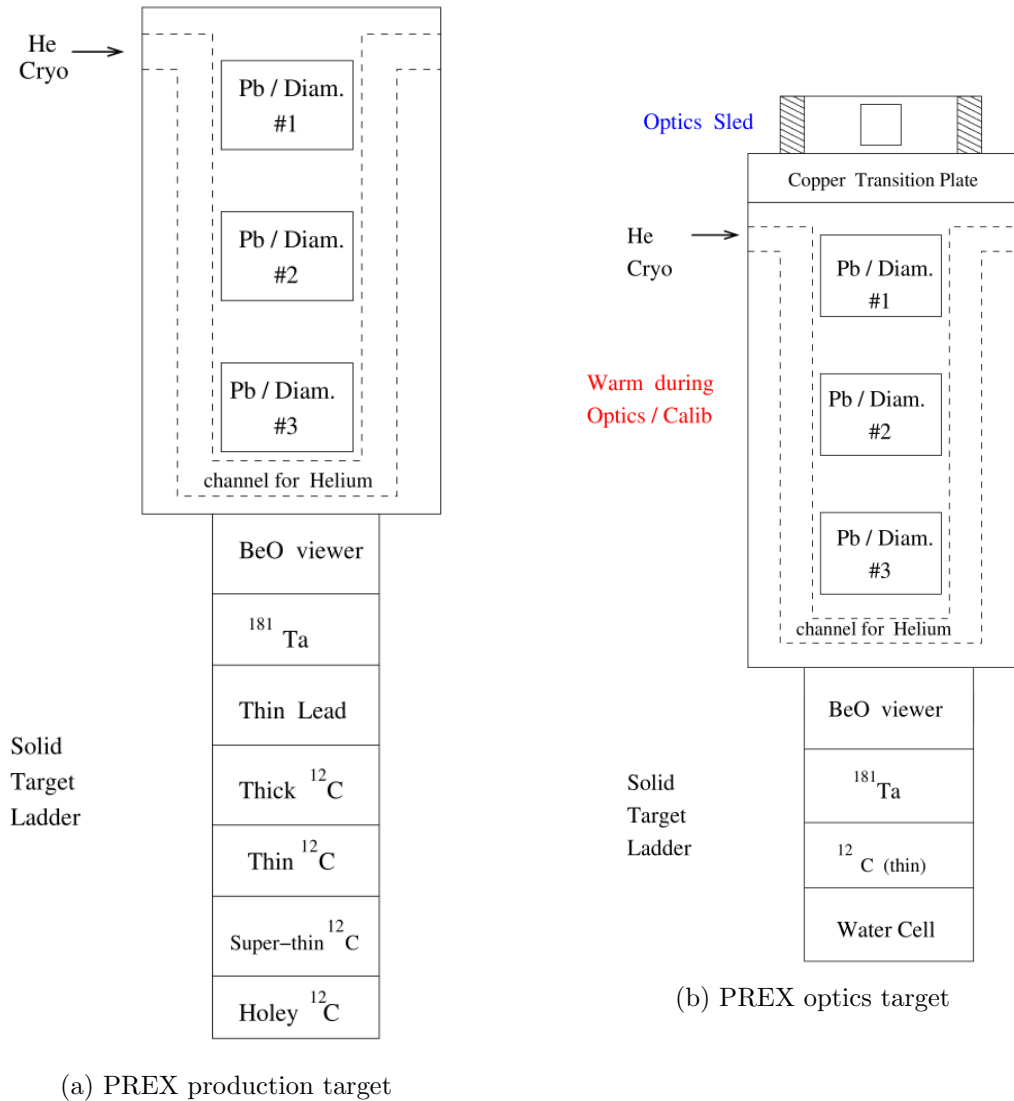 He
Cryo
Pb / Diam.
#1
Pb / Diam.
#2
Pb / Diam.
#3
channel for Helium
BeO viewer
181 Ta
Thin Lead
Thick 12C
Thin 12C
Super-thin 12C
Holey 12C
Solid
Target
Ladder
(a) PREX production target
Optics Sled
Copper Transition Plate
He
Cryo
Pb / Diam.
#1
Warm during
Optics / Calib
Pb / Diam.
#2
Pb / Diam.
#3
channel for Helium
BeO viewer
181Ta
12 C (thin)
Water Cell
Solid
Target
Ladder
(b) PREX optics target